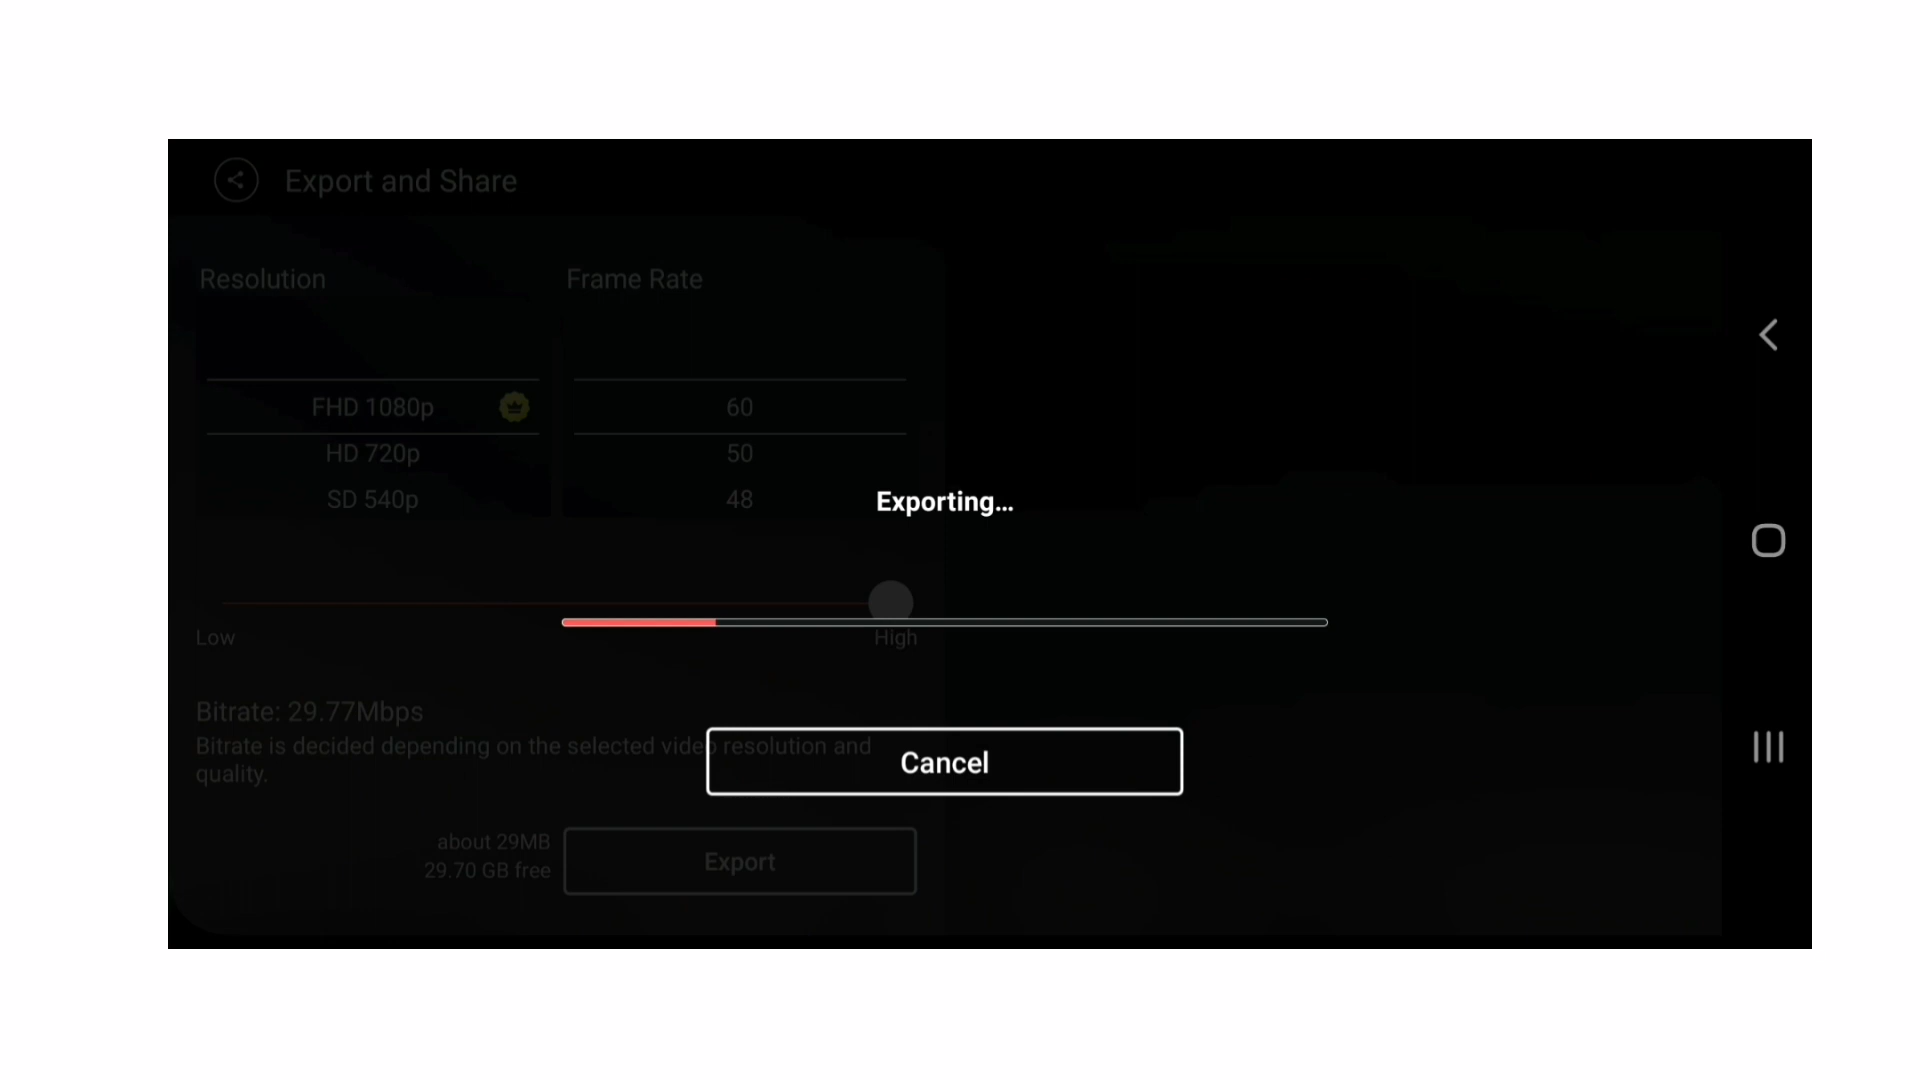 Export and Share
Resolution
Frame Rate
FHD 1080p
60
HD 720p
50
SD 540p
48
Exporting...
Low
High
Bitrate: 29.77Mbps
Bitrate is decided depending on the selected video resolution and
quality.
Cancel
about 29MB
29.70 GB free
Export